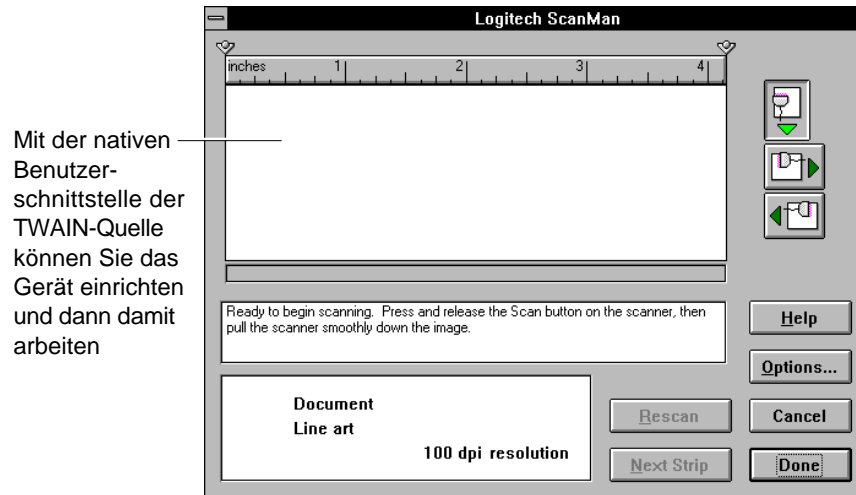 Logitech ScanMan
inches 1 2 3 4
Mit der nativen
Benutzer-
schnittstelle der
TWAIN-Quelle
können Sie das
Gerät einrichten
und dann damit
arbeiten
Ready to begin scanning. Press and release the Scan button on the scanner, then
pull the scanner smoothly down the image.
Help
Options...
Document
Line art
100 dpi resolution
Rescan
Cancel
Next Strip
Done